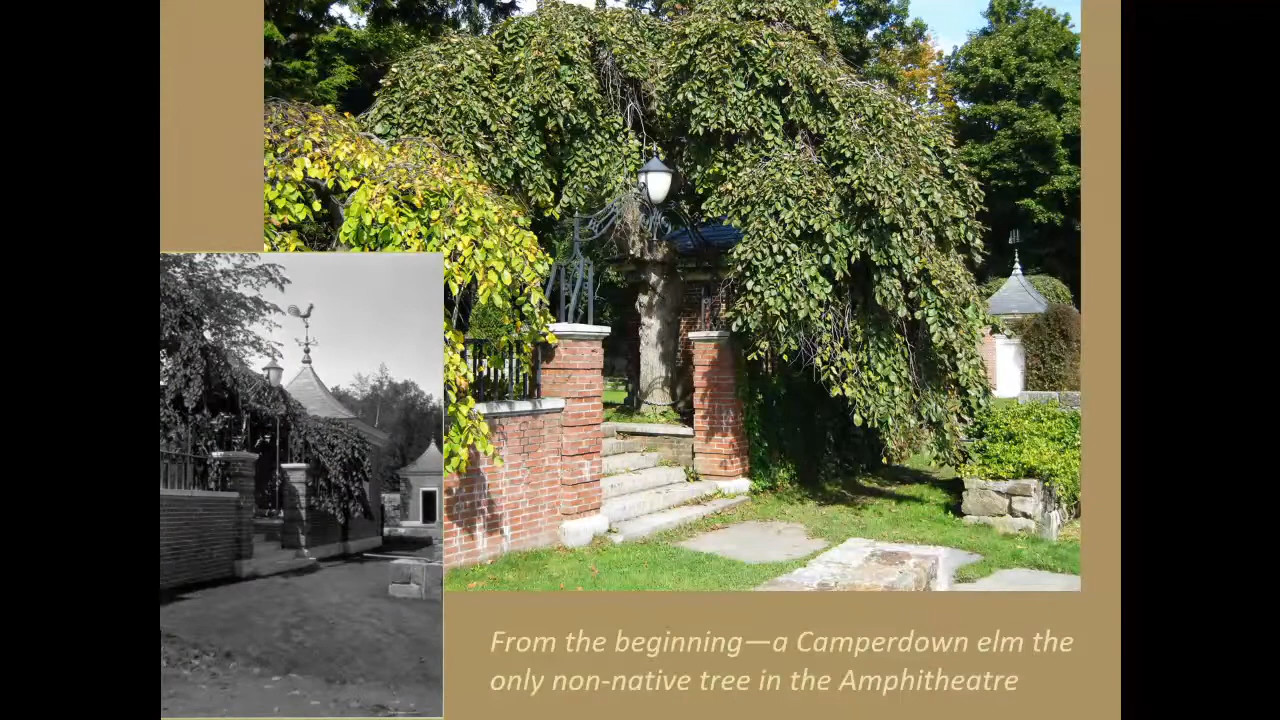 From the beginning—a Camperdown elm the
only non-native tree in the Amphitheatre